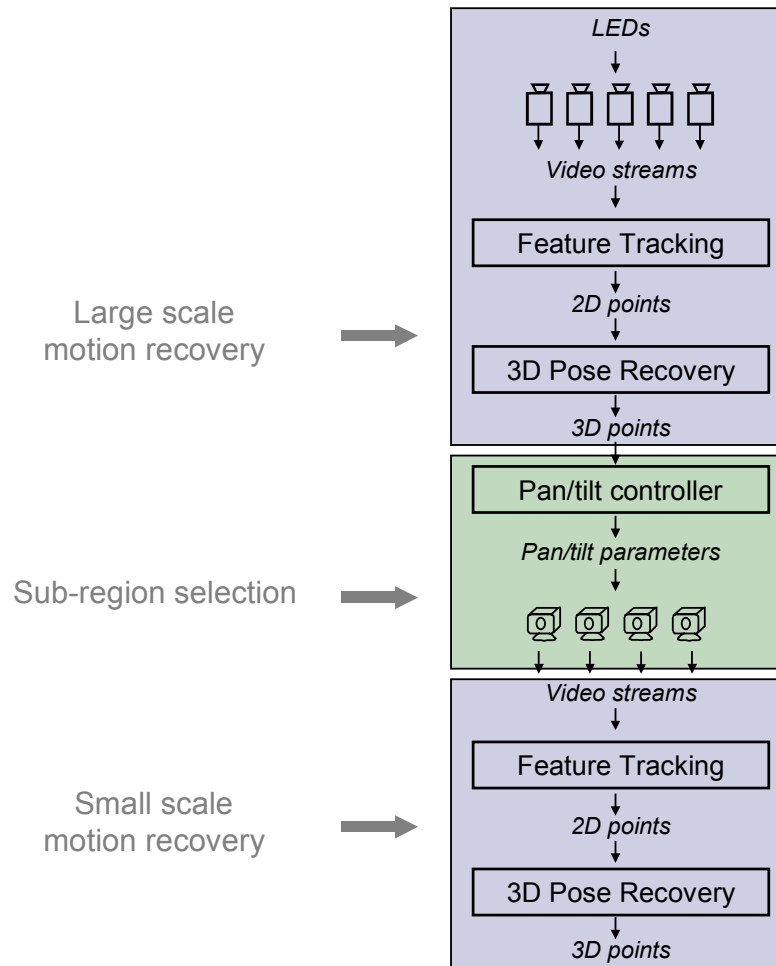 LEDs
Video streams
Feature Tracking
2D points
Large scale
motion recovery
3D Pose Recovery
3D points
Pan/tilt controller
Pan/tilt parameters
Sub-region selection
Video streams
Feature Tracking
Small scale
motion recovery
2D points
3D Pose Recovery
3D points